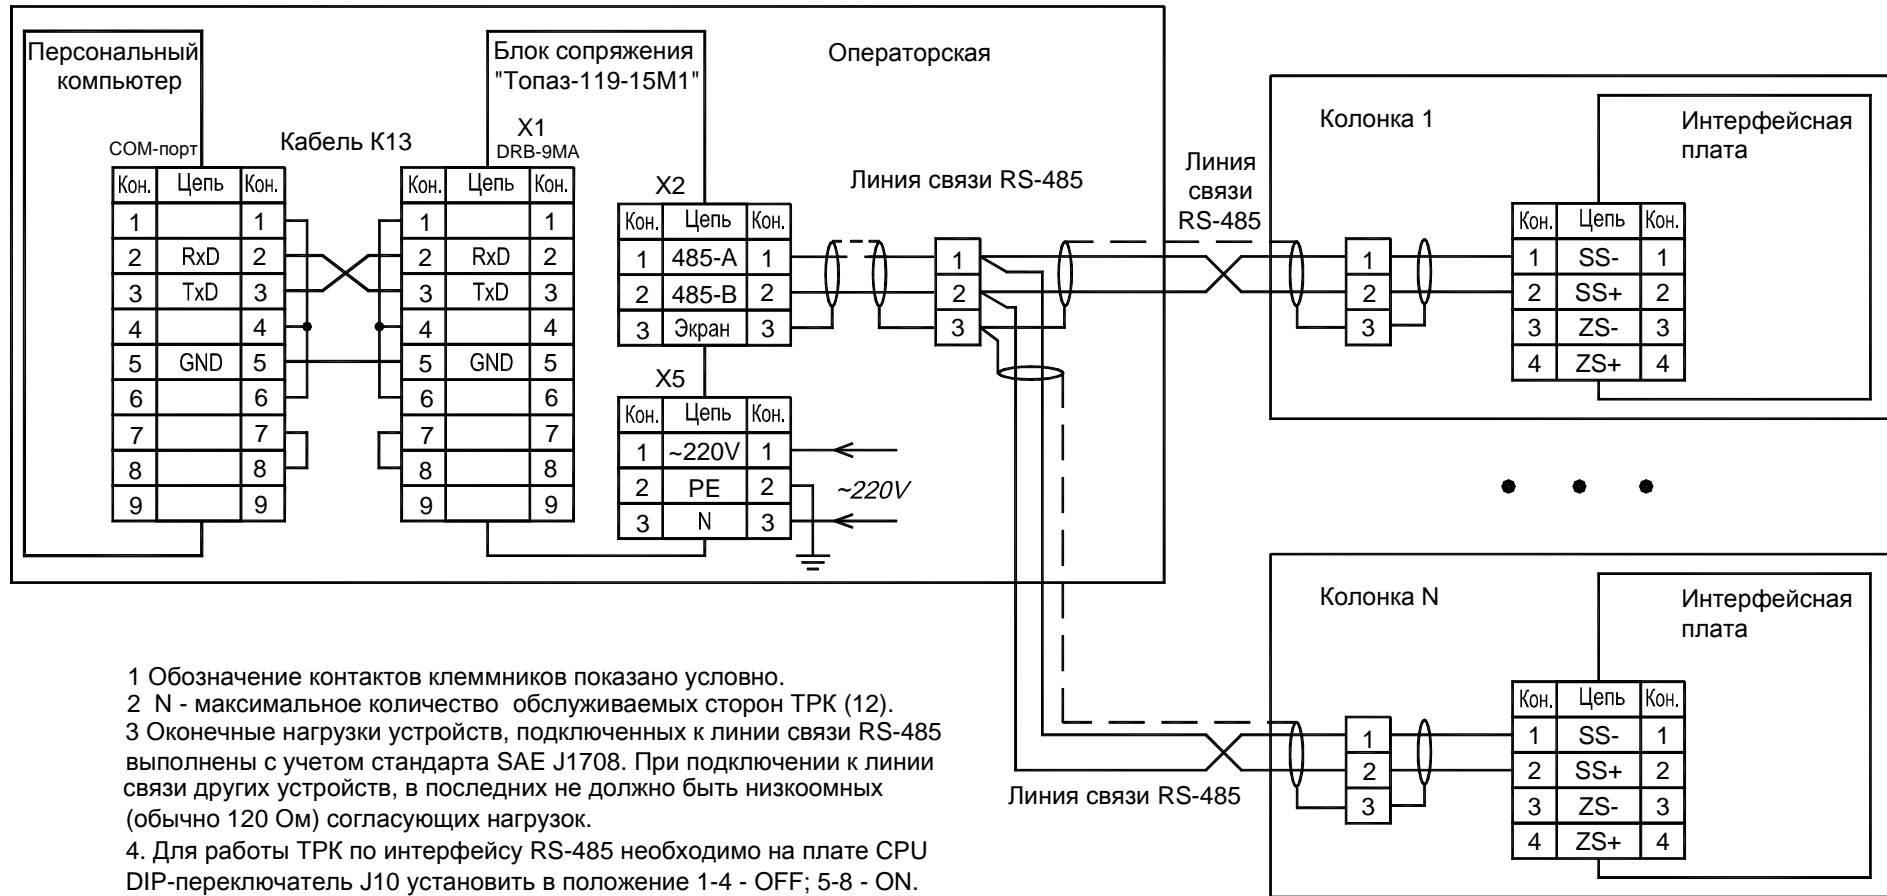 Персональный
компьютер
Блок сопряжения
"Топаз-119-15М1"
Операторская
COM-порт
Кабель К13
X1
DRB-9MA
Кон. Цепь Кон.
1 1
2 RxD 2
3 TxD 3
4 4
5 GND 5
6 6
7 7
8 8
9 9
Кон. Цепь Кон.
1 1
2 RxD 2
3 TxD 3
4 4
5 GND 5
6 6
7 7
8 8
9 9
X2
Кон. Цепь Кон.
1 485-A 1
2 485-B 2
3 Экран 3
X5
Кон. Цепь Кон.
1 ~220V 1
2 PE 2
3 N 3
~220V
Линия связи RS-485
1
2
3
Линия
связи
RS-485
Колонка 1
Интерфейсная
плата
1
2
3
Кон. Цепь Кон.
1 SS- 1
2 SS+ 2
3 ZS- 3
4 ZS+ 4
Колонка N
Интерфейсная
плата
Линия связи RS-485
1
2
3
Кон. Цепь Кон.
1 SS- 1
2 SS+ 2
3 ZS- 3
4 ZS+ 4
1 Обозначение контактов клеммников показано условно.
2 N - максимальное количество обслуживаемых сторон ТРК (12).
3 Оконечные нагрузки устройств, подключенных к линии связи RS-485
выполнены с учетом стандарта SAE J1708. При подключении к линии
связи других устройств, в последних не должно быть низкоомных
(обычно 120 Ом) согласующих нагрузок.
4. Для работы ТРК по интерфейсу RS-485 необходимо на плате CPU
DIP-переключатель J10 установить в положение 1-4 - OFF; 5-8 - ON.